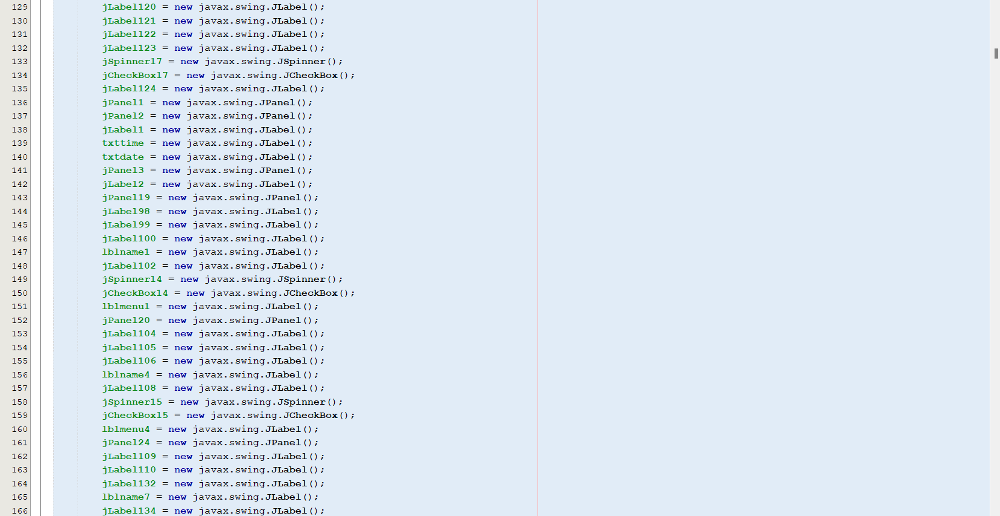 129 jLabel120 = new javax.swing.JLabel();
130 jLabel121 = new javax.swing.JLabel();
131 jLabel122 = new javax.swing.JLabel();
132 jLabel123 = new javax.swing.JLabel();
133 jSpinner17 = new javax.swing.JSpinner();
134 jCheckBox17 = new javax.swing.JCheckBox();
135 jLabel124 = new javax.swing.JLabel();
136 jPanel1 = new javax.swing.JPanel();
137 jPanel2 = new javax.swing.JPanel();
138 jLabel1 = new javax.swing.JLabel();
139 txttime = new javax.swing.JLabel();
140 txtdate = new javax.swing.JLabel();
141 jPanel3 = new javax.swing.JPanel();
142 jLabel2 = new javax.swing.JLabel();
143 jPanel19 = new javax.swing.JPanel();
144 jLabel98 = new javax.swing.JLabel();
145 jLabel99 = new javax.swing.JLabel();
146 jLabel100 = new javax.swing.JLabel();
147 lblname1 = new javax.swing.JLabel();
148 jLabel102 = new javax.swing.JLabel();
149 jSpinner14 = new javax.swing.JSpinner();
150 jCheckBox14 = new javax.swing.JCheckBox();
151 lblmenu1 = new javax.swing.JLabel();
152 jPanel20 = new javax.swing.JPanel();
153 jLabel104 = new javax.swing.JLabel();
154 jLabel105 = new javax.swing.JLabel();
155 jLabel106 = new javax.swing.JLabel();
156 lblname4 = new javax.swing.JLabel();
157 jLabel108 = new javax.swing.JLabel();
158 jSpinner15 = new javax.swing.JSpinner();
159 jCheckBox15 = new javax.swing.JCheckBox();
160 lblmenu4 = new javax.swing.JLabel();
161 jPanel24 = new javax.swing.JPanel();
162 jLabel109 = new javax.swing.JLabel();
163 jLabel110 = new javax.swing.JLabel();
164 jLabel132 = new javax.swing.JLabel();
165 lblname7 = new javax.swing.JLabel();
166 jLabel134 = new javax.swing.JLabel();